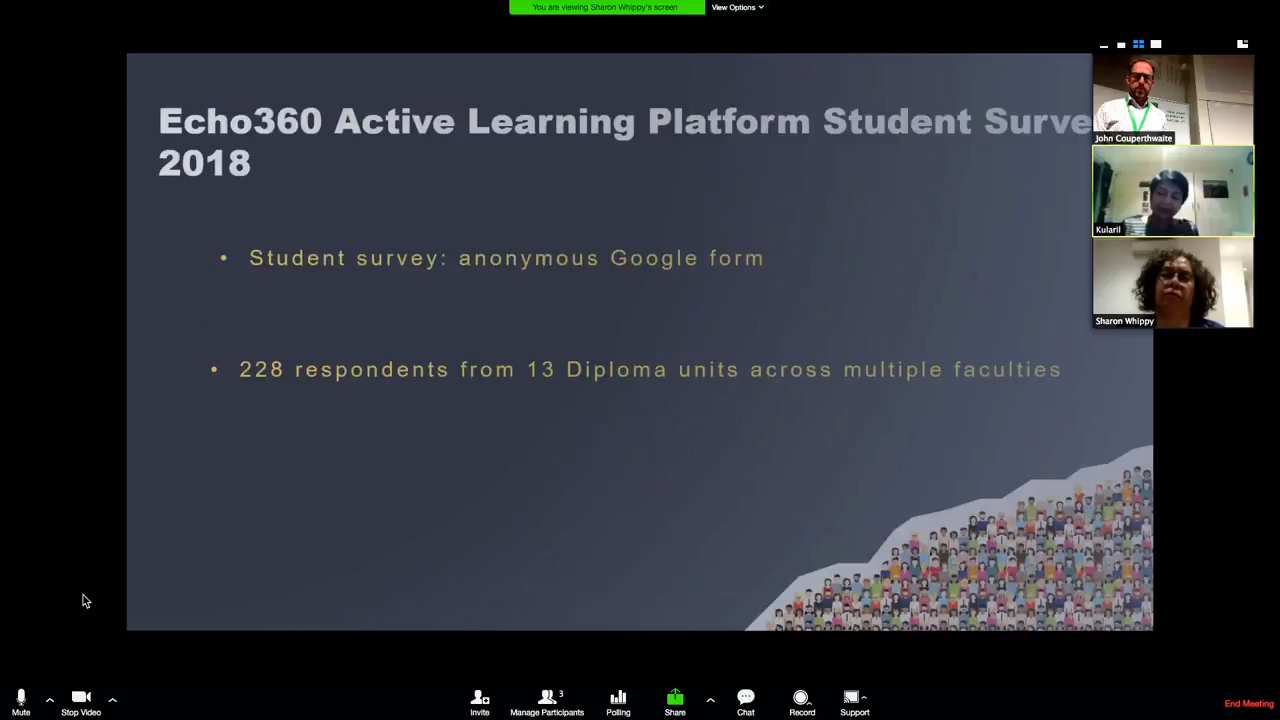 You are viewing Sharon Whippy's screen
View Options
Echo360 Active Learning Platform Student Surve
2018
• Student survey: anonymous Google form
• 228 respondents from 13 Diploma units across multiple faculties
John Couperthwaite
Kularil
Sharon Whippy
Mute
Stop Video
Invite
Manage Participants
3
Polling
Share
Chat
Record
Support
End Meeting